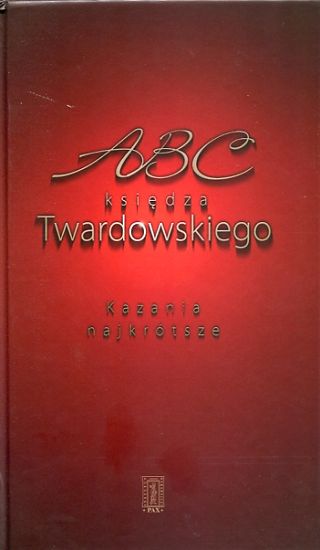 ABC
księdza
Twardowskiego
Kazania
najkrótsze
PAX